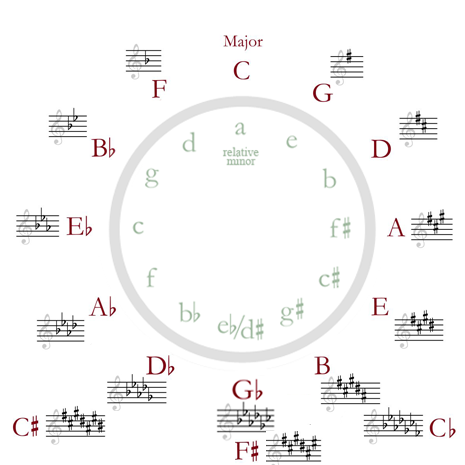 Major
C
F
G
a
d
e
relative
minor
B♭
D
g
b
E♭
c
f#
A
f
c#
A♭
b♭
g#
E
e♭/d#
D♭
B
G♭
C#
F#
C♭